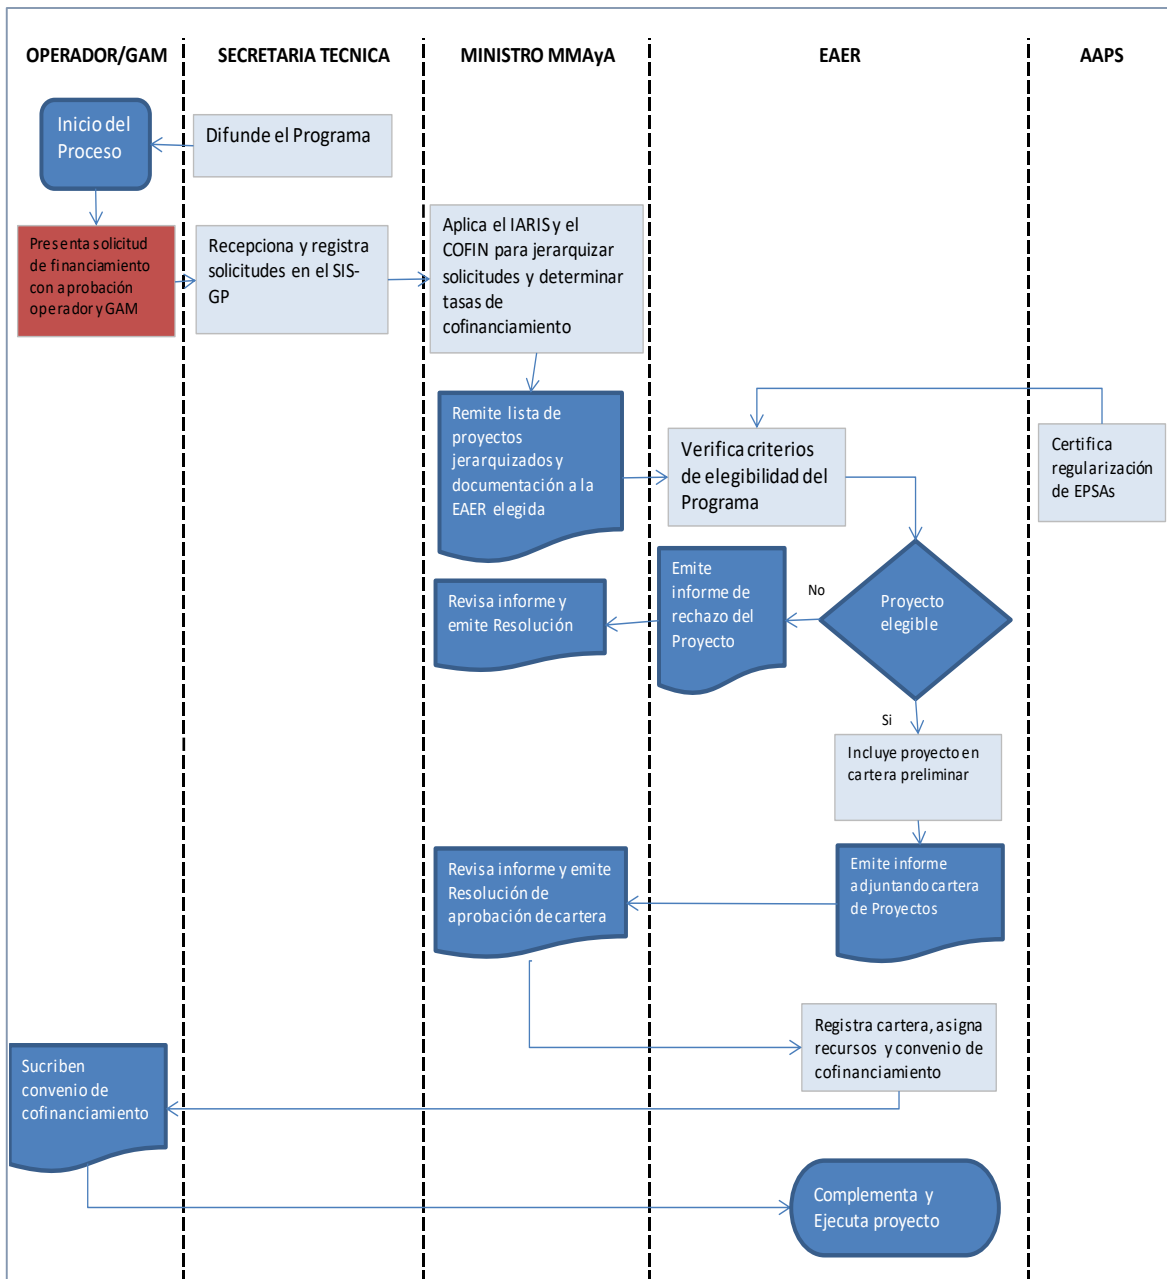 OPERADOR/GAM
SECRETARIA TECNICA
MINISTRO MMAyA
EAER
AAPS
Inicio del
Proceso
Difunde el Programa
Presenta solicitud
de financiamiento
con aprobación
operador y GAM
Recepciona y registra
solicitudes en el SIS-
GP
Aplica el IARIS y el
COFIN para jerarquizar
solicitudes y determinar
tasas de
cofinanciamiento
Remite lista de
proyectos
jerarquizados y
documentación a la
EAER elegida
Verifica criterios
de elegibilidad del
Programa
Certifica
regularización
de EPSAs
Revisa informe y
emite Resolución
Emite
informe de
rechazo del
Proyecto
No
Proyecto
elegible
Si
Incluye proyecto en
cartera preliminar
Revisa informe y emite
Resolución de
aprobación de cartera
Emite informe
adjuntando cartera
de Proyectos
Registra cartera, asigna
recursos y convenio de
cofinanciamiento
Sucriben
convenio de
cofinanciamiento
Complementa y
Ejecuta proyecto